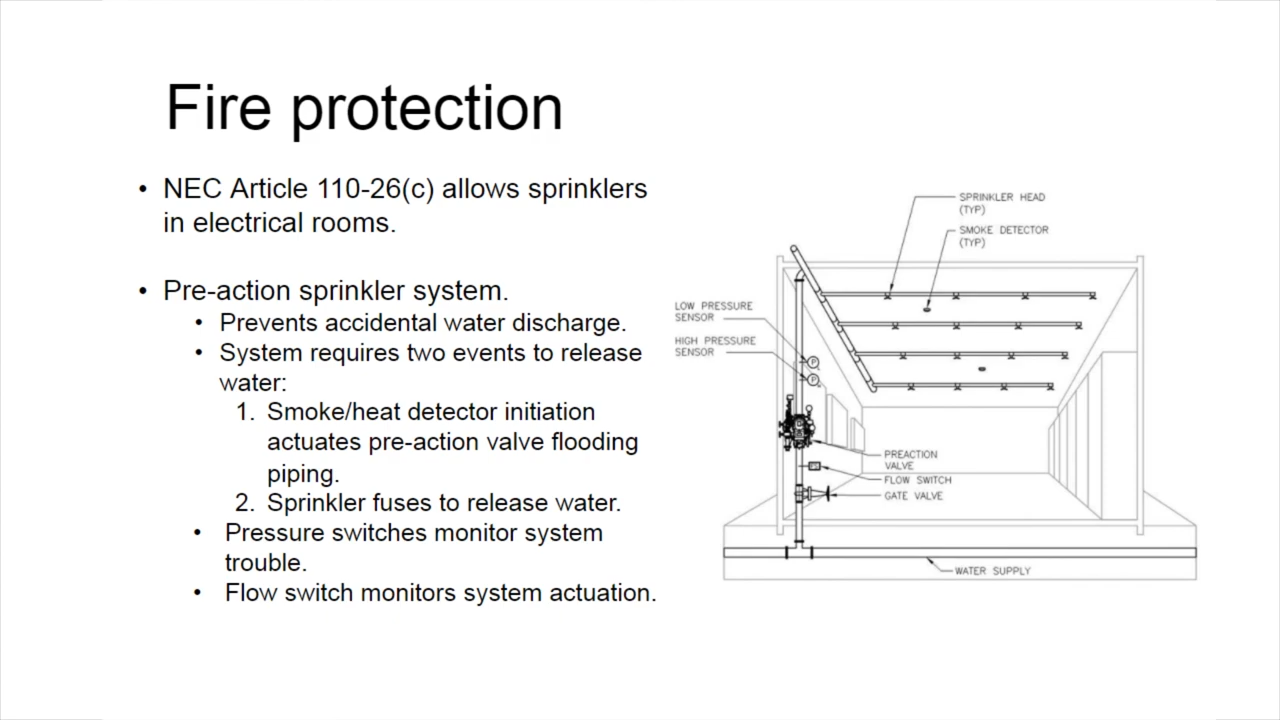 Fire protection
• NEC Article 110-26(c) allows sprinklers
in electrical rooms.
• Pre-action sprinkler system.
• Prevents accidental water discharge.
• System requires two events to release
water:
1. Smoke/heat detector initiation
actuates pre-action valve flooding
piping.
2. Sprinkler fuses to release water.
• Pressure switches monitor system
trouble.
• Flow switch monitors system actuation.
SPRINKLER HEAD
(TYP)
SMOKE DETECTOR
(TYP)
LOW PRESSURE
SENSOR
HIGH PRESSURE
SENSOR
P
P
PREACTION
VALVE
FLOW SWITCH
GATE VALVE
WATER SUPPLY